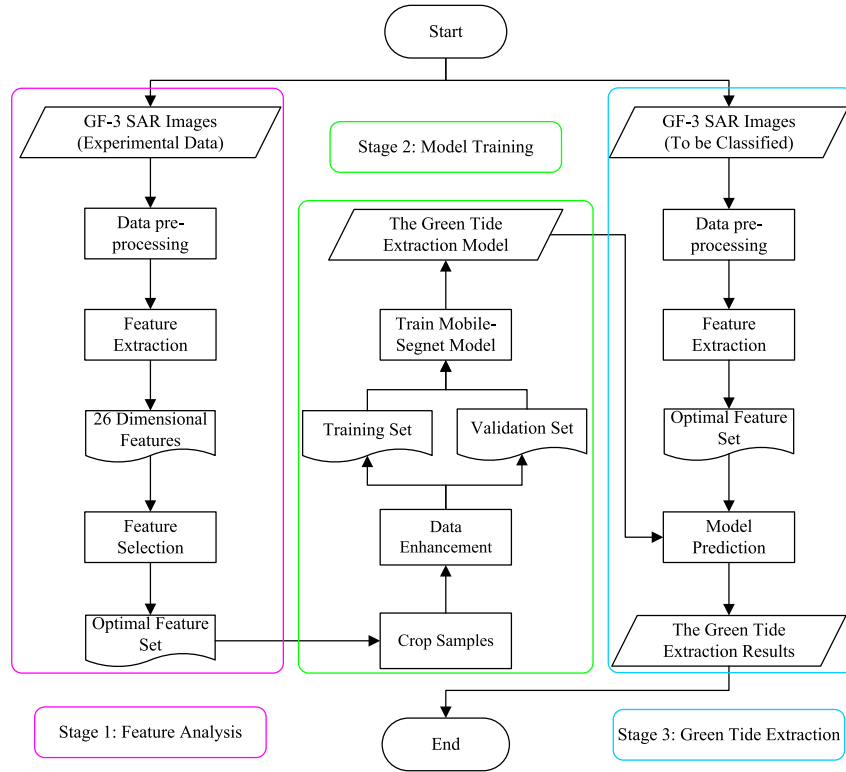 Start
GF-3 SAR Images
(Experimental Data)
Data pre-
processing
Feature
Extraction
26 Dimensional
Features
Feature
Selection
Optimal Feature
Set
Stage 1: Feature Analysis
Stage 2: Model Training
The Green Tide
Extraction Model
Train Mobile-
Segnet Model
Training Set
Validation Set
Data
Enhancement
Crop Samples
End
GF-3 SAR Images
(To be Classified)
Data pre-
processing
Feature
Extraction
Optimal Feature
Set
Model
Prediction
The Green Tide
Extraction Results
Stage 3: Green Tide Extraction